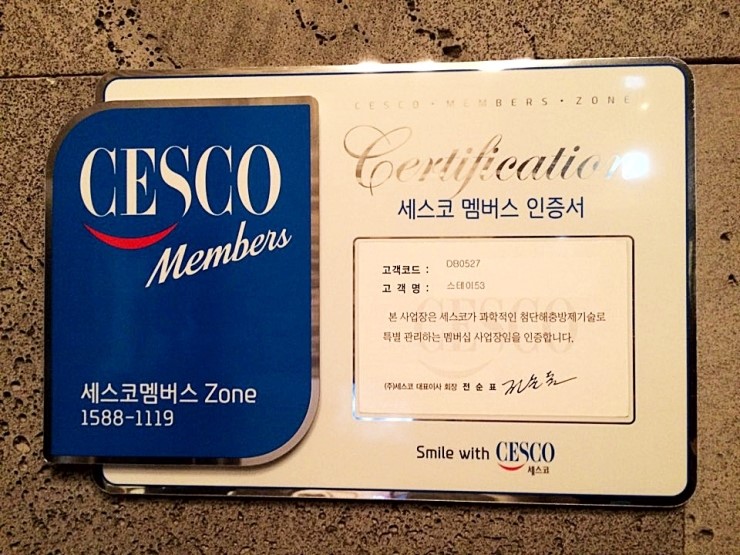 CESCO
Members
세스코멤버스 Zone
1588-1119
CESCO · MEMBERS · ZONE
Certification
세스코 멤버스 인증서
고객코드 : DB0527
고 객 명 : 스테이53
본 사업장은 세스코가 과학적인 첨단해충방제기술로
특별 관리하는 멤버십 사업장임을 인증합니다.
(주)세스코 대표이사 회장 전 순 표 전순표
Smile with CESCO
세스코